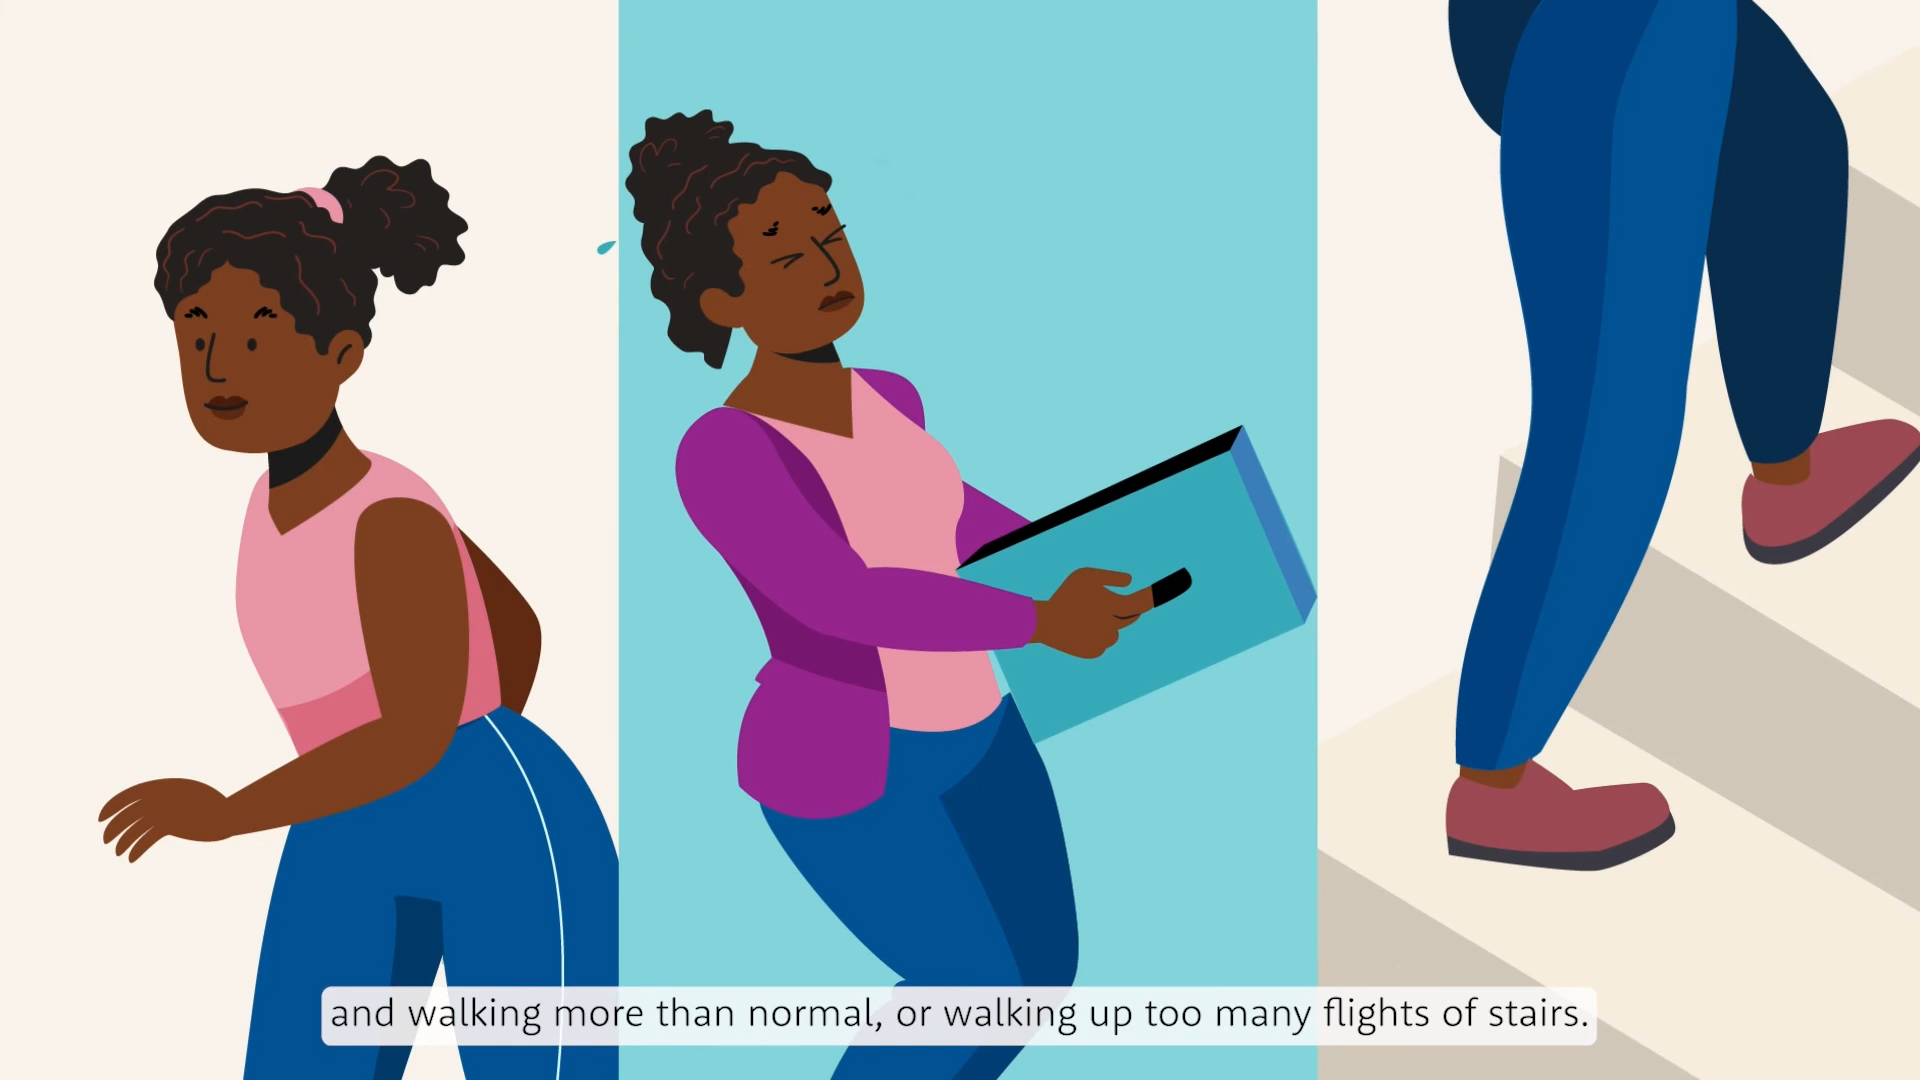 and walking more than normal, or walking up too many flights of stairs.